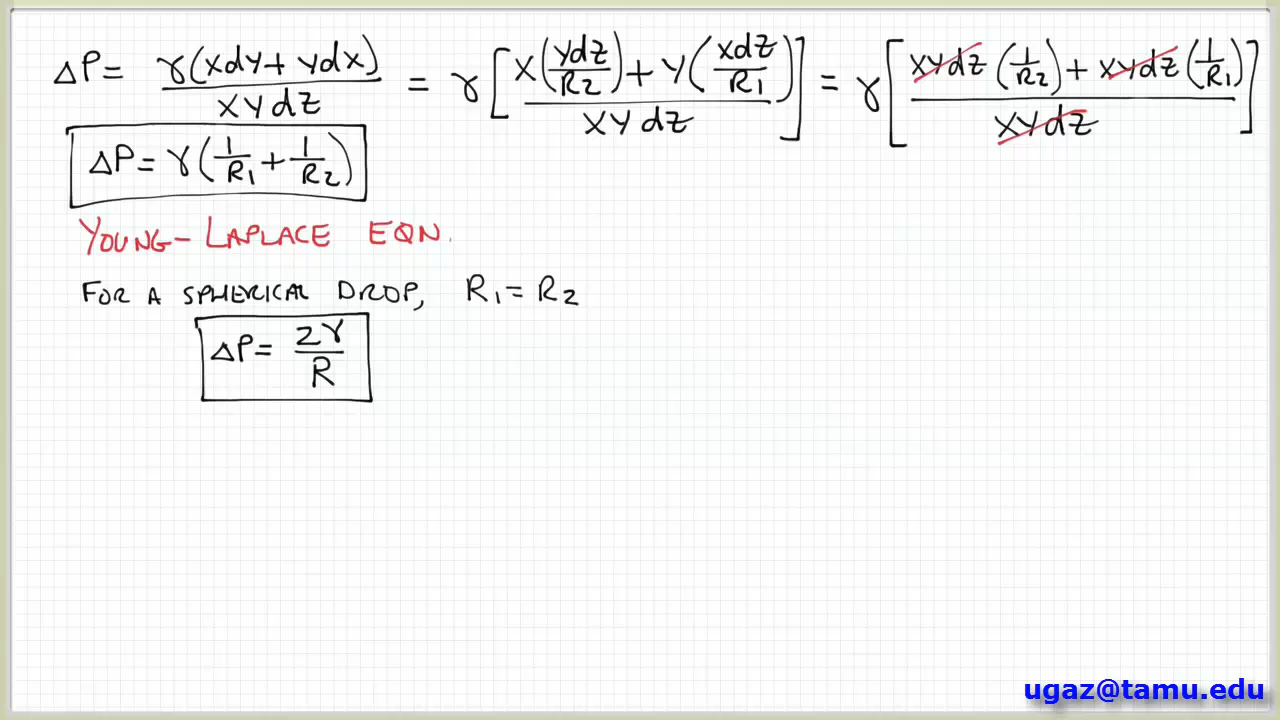 ΔP = γ(xdy + ydx) / XYdz = γ[X(Ydz/R2) + Y(Xdz/R1) / XYdz] = γ[XYdz(1/R2) + XYdz(1/R1) / XYdz]
ΔP = γ(1/R1 + 1/R2)
YOUNG-LAPLACE EQN.
FOR A SPHERICAL DROP, R1 = R2
ΔP = 2γ/R
ugaz@tamu.edu